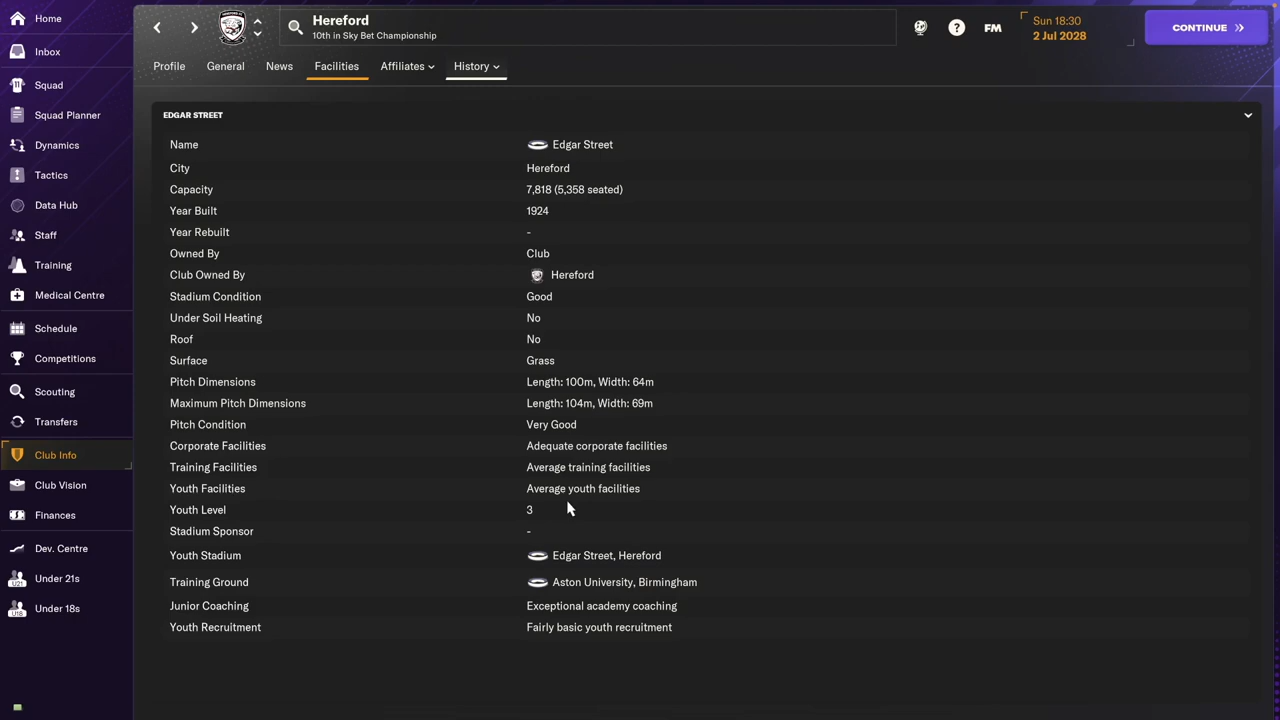 Home
Hereford
10th in Sky Bet Championship
FM
Sun 18:30
2 Jul 2028
CONTINUE
Profile
General
News
Facilities
Affiliates
History
Inbox
Squad
Squad Planner
Dynamics
Tactics
Data Hub
Staff
Training
Medical Centre
Schedule
Competitions
Scouting
Transfers
Club Info
Club Vision
Finances
Dev. Centre
U21
Under 21s
U18
Under 18s
EDGAR STREET
Name Edgar Street
City Hereford
Capacity 7,818 (5,358 seated)
Year Built 1924
Year Rebuilt -
Owned By Club
Club Owned By Hereford
Stadium Condition Good
Under Soil Heating No
Roof No
Surface Grass
Pitch Dimensions Length: 100m, Width: 64m
Maximum Pitch Dimensions Length: 104m, Width: 69m
Pitch Condition Very Good
Corporate Facilities Adequate corporate facilities
Training Facilities Average training facilities
Youth Facilities Average youth facilities
Youth Level 3
Stadium Sponsor -
Youth Stadium Edgar Street, Hereford
Training Ground Aston University, Birmingham
Junior Coaching Exceptional academy coaching
Youth Recruitment Fairly basic youth recruitment